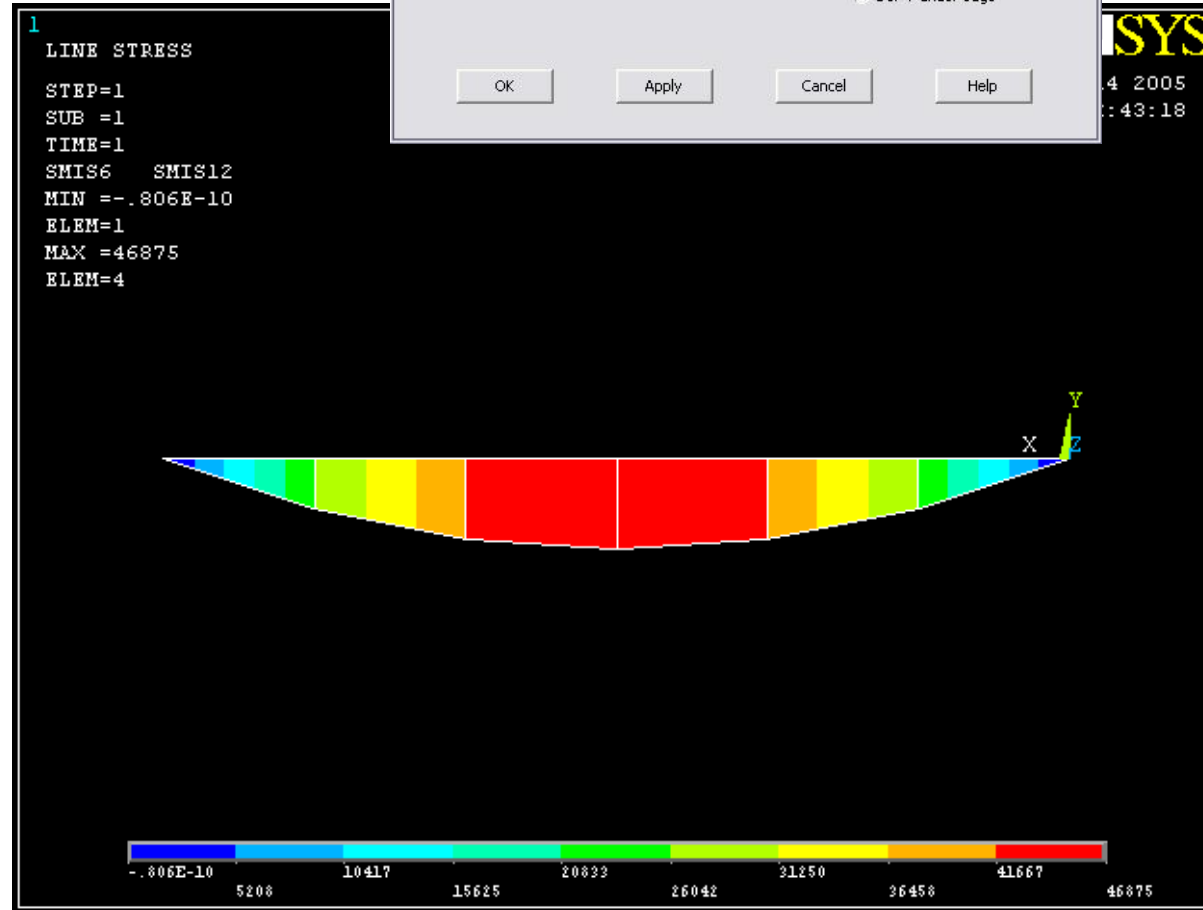 OK Apply Cancel Help
SYS
4 2005
:43:18
1
LINE STRESS
STEP=1
SUB =1
TIME=1
SMIS6 SMIS12
MIN =-.806E-10
ELEM=1
MAX =46875
ELEM=4
Y
X Z
-.806E-10 10417 20833 31250 41667
5208 15625 26042 36458 46875